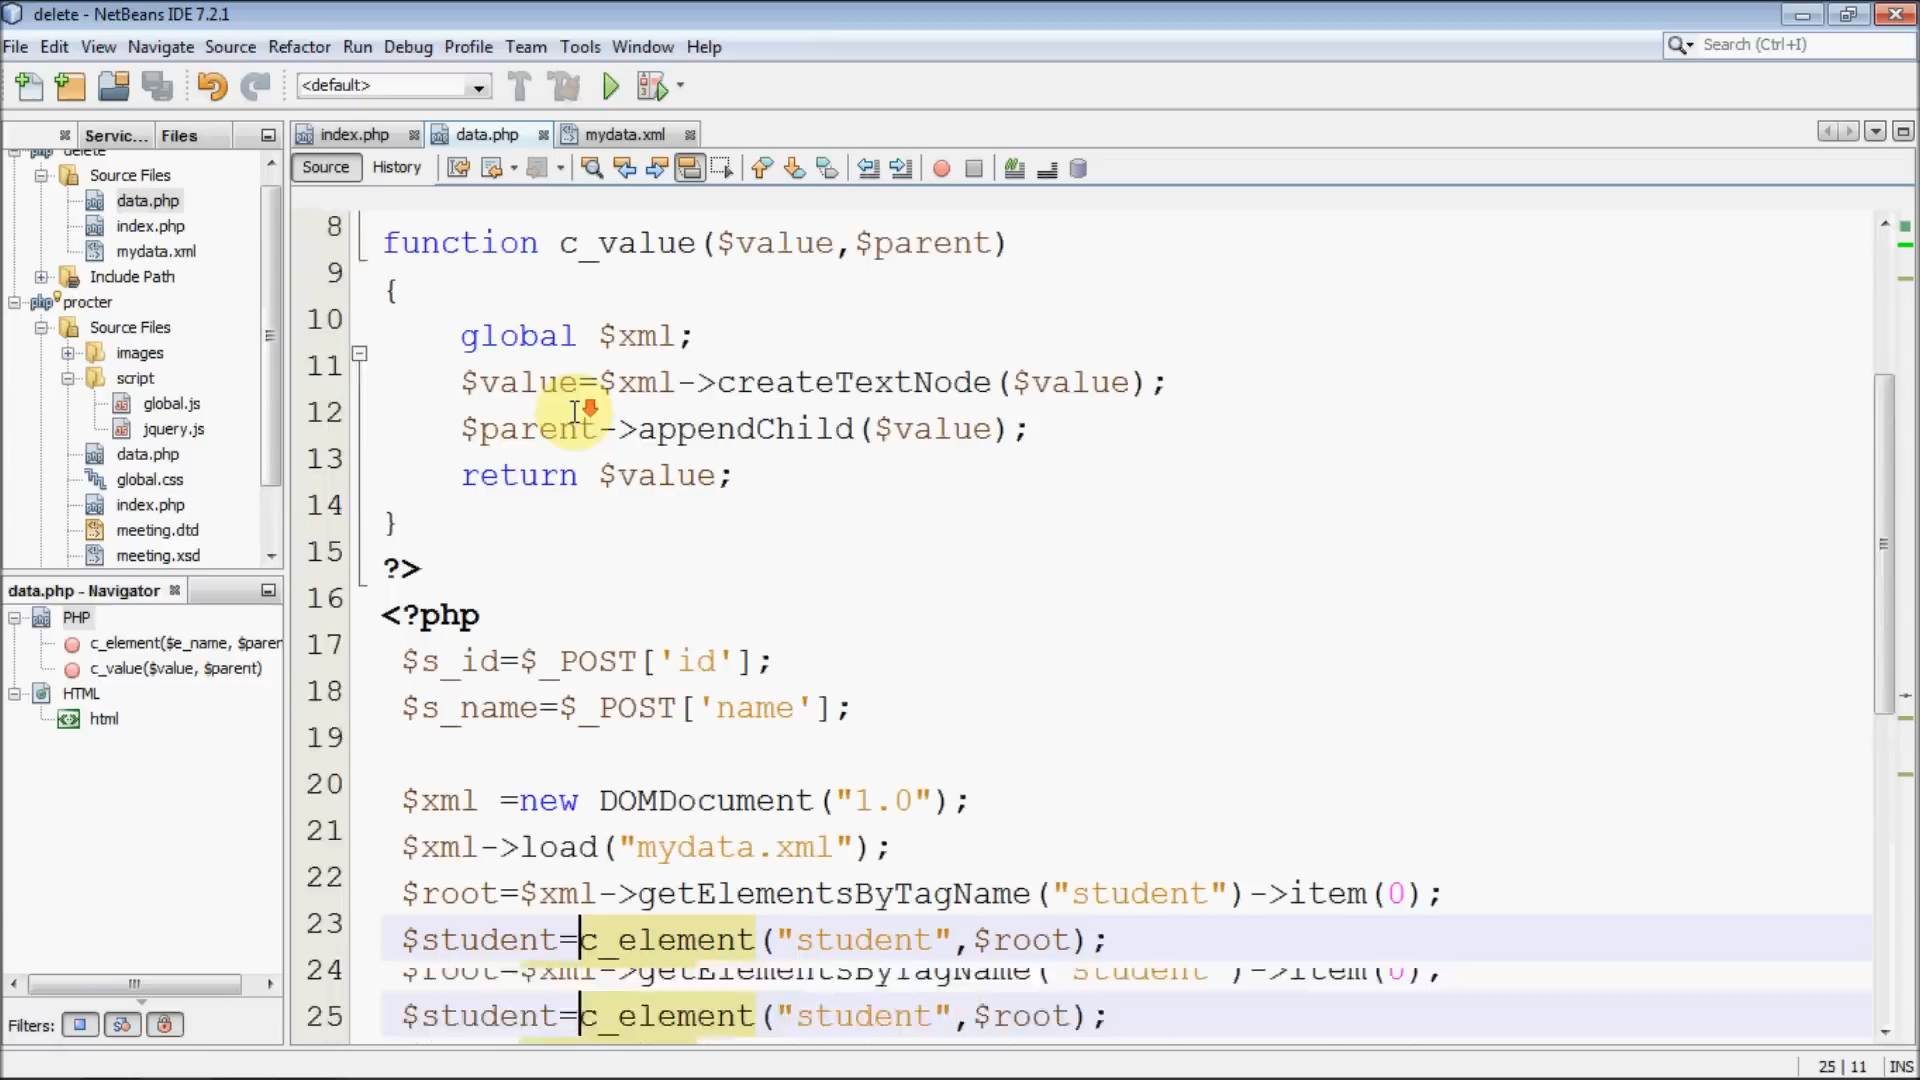 delete - NetBeans IDE 7.2.1
File Edit View Navigate Source Refactor Run Debug Profile Team Tools Window Help
Search (Ctrl+I)
<default>
Servic... Files
index.php data.php mydata.xml
Source History
delete
Source Files
data.php
index.php
mydata.xml
Include Path
procter
Source Files
images
script
global.js
jquery.js
data.php
global.css
index.php
meeting.dtd
meeting.xsd
data.php - Navigator
PHP
c_element($e_name, $paren
c_value($value, $parent)
HTML
html
Filters:
8
9
10
11
12
13
14
15
16
17
18
19
20
21
22
23
24
25
function c_value($value,$parent)
{
global $xml;
$value=$xml->createTextNode($value);
$parent->appendChild($value);
return $value;
}
?>
<?php
$s_id=$_POST['id'];
$s_name=$_POST['name'];
$xml =new DOMDocument("1.0");
$xml->load("mydata.xml");
$root=$xml->getElementsByTagName("student")->item(0);
$student=c_element("student",$root);
$root=$xml->getElementsByTagName("student")->item(0);
$student=c_element("student",$root);
25 | 11 INS